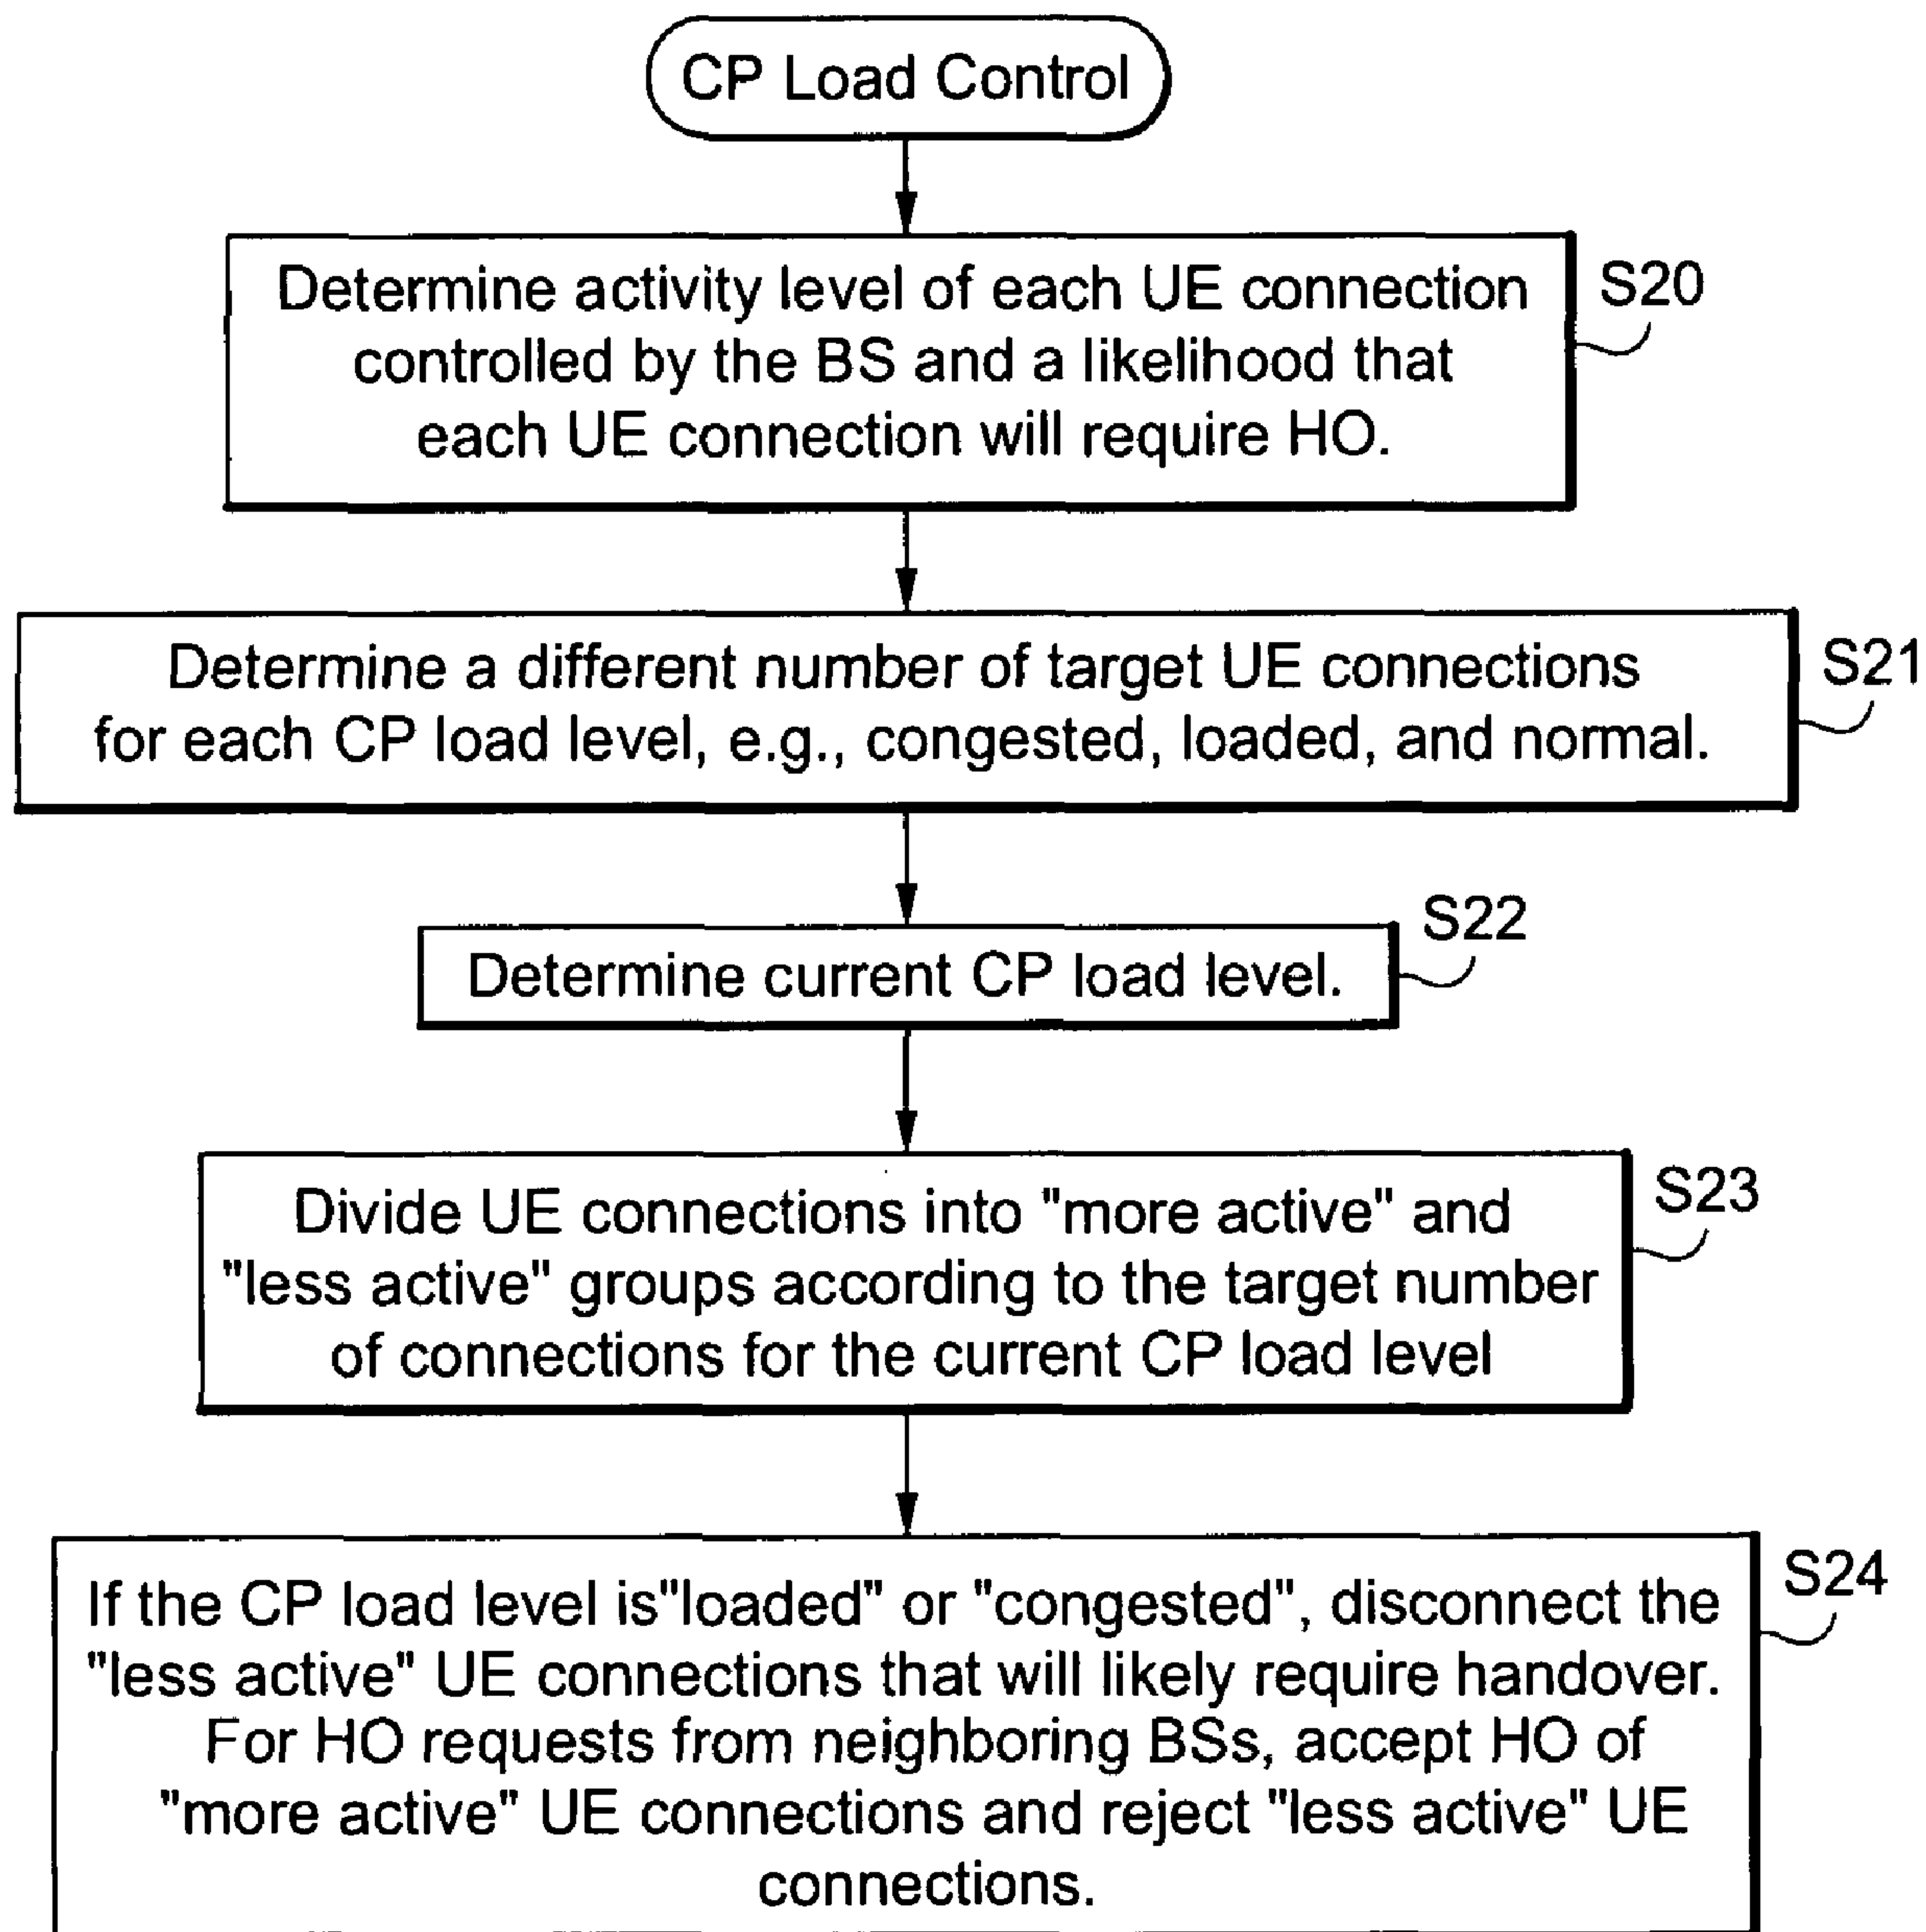 CP Load Control
Determine activity level of each UE connection
controlled by the BS and a likelihood that
each UE connection will require HO.
S20
Determine a different number of target UE connections
for each CP load level, e.g., congested, loaded, and normal.
S21
Determine current CP load level.
S22
Divide UE connections into "more active" and
"less active" groups according to the target number
of connections for the current CP load level
S23
If the CP load level is"loaded" or "congested", disconnect the
"less active" UE connections that will likely require handover.
For HO requests from neighboring BSs, accept HO of
"more active" UE connections and reject "less active" UE
connections.
S24